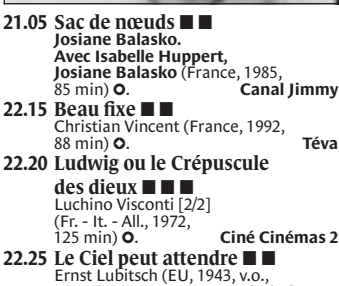 21.05 Sac de nœuds ■ ■
Josiane Balasko.
Avec Isabelle Huppert,
Josiane Balasko (France, 1985,
85 min) O. Canal Jimmy
22.15 Beau fixe ■ ■
Christian Vincent (France, 1992,
88 min) O. Téva
22.20 Ludwig ou le Crépuscule
des dieux ■ ■ ■
Luchino Visconti [2/2]
(Fr. - It. - All., 1972,
125 min) O. Ciné Cinémas 2
22.25 Le Ciel peut attendre ■ ■
Ernst Lubitsch (EU, 1943, v.o.,